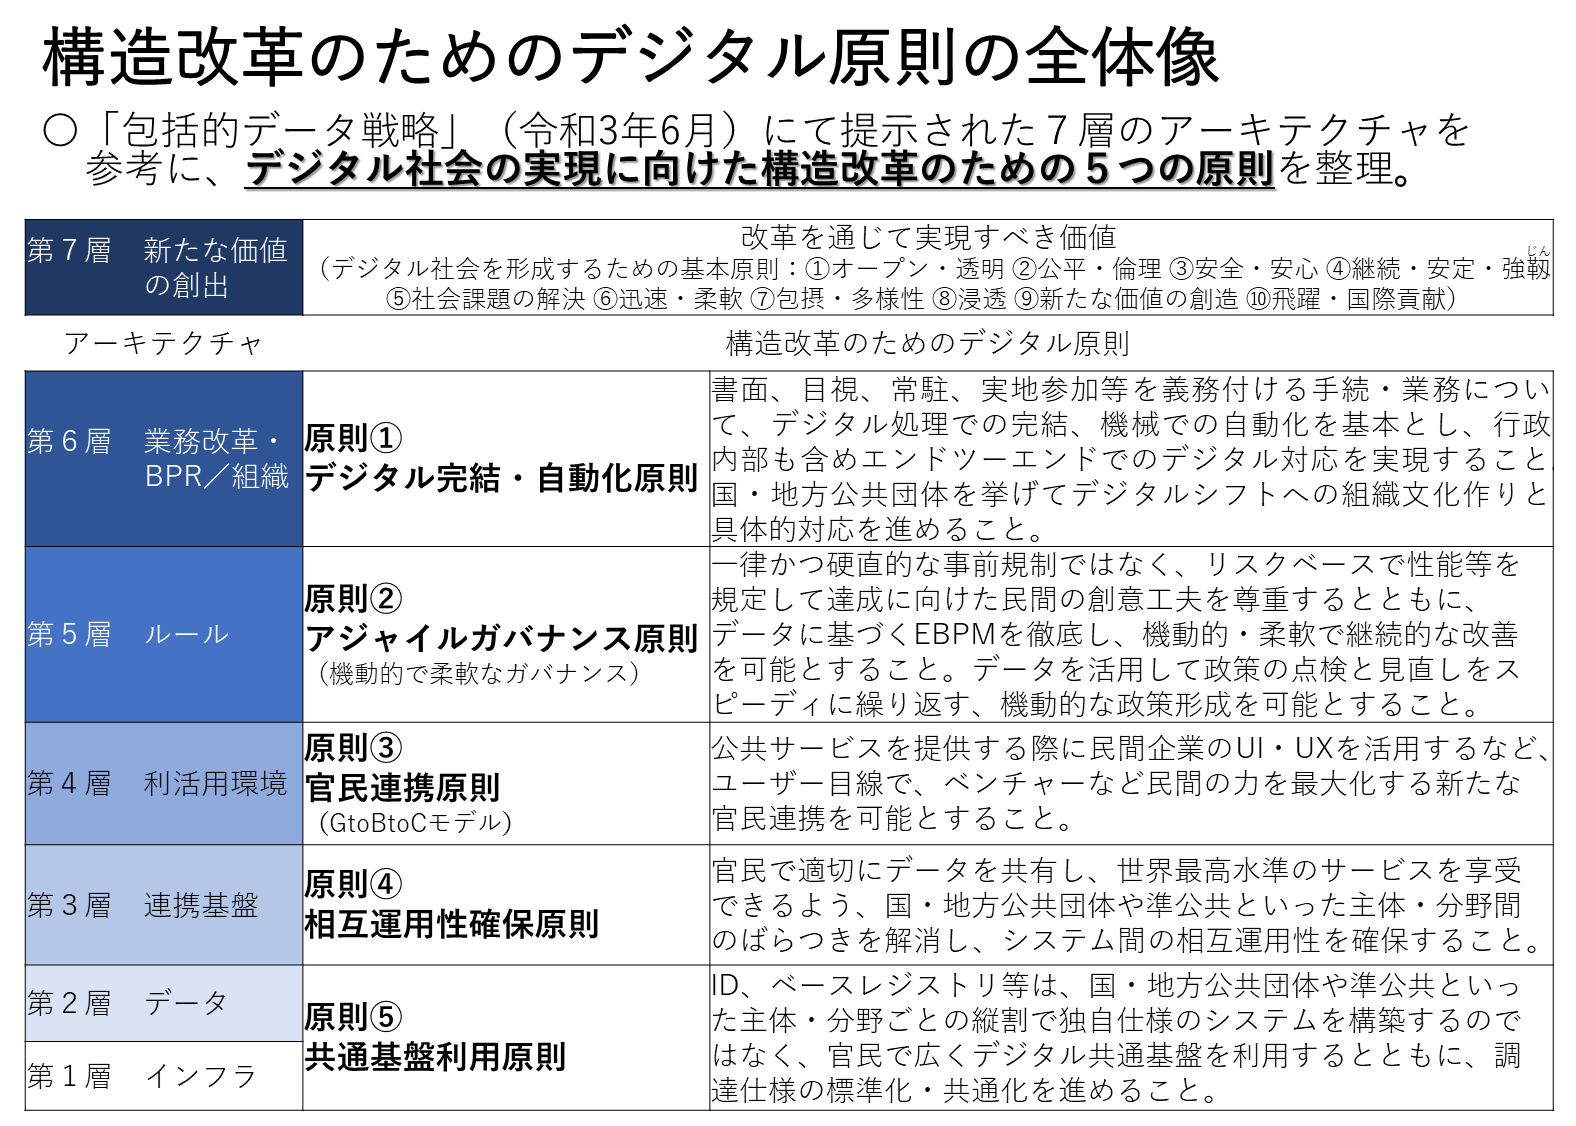 構造改革のためのデジタル原則の全体像
○「包括的データ戦略」（令和3年6月）にて提示された７層のアーキテクチャを
参考に、デジタル社会の実現に向けた構造改革のための５つの原則を整理。
第７層　新たな価値
の創出
改革を通じて実現すべき価値
じん
（デジタル社会を形成するための基本原則：①オープン・透明 ②公平・倫理 ③安全・安心 ④継続・安定・強靱
⑤社会課題の解決 ⑥迅速・柔軟 ⑦包摂・多様性 ⑧浸透 ⑨新たな価値の創造 ⑩飛躍・国際貢献）
アーキテクチャ
構造改革のためのデジタル原則
第６層　業務改革・
BPR／組織
原則①
デジタル完結・自動化原則
書面、目視、常駐、実地参加等を義務付ける手続・業務につい
て、デジタル処理での完結、機械での自動化を基本とし、行政
内部も含めエンドツーエンドでのデジタル対応を実現すること。
国・地方公共団体を挙げてデジタルシフトへの組織文化作りと
具体的対応を進めること。
第５層　ルール
原則②
アジャイルガバナンス原則
（機動的で柔軟なガバナンス）
一律かつ硬直的な事前規制ではなく、リスクベースで性能等を
規定して達成に向けた民間の創意工夫を尊重するとともに、
データに基づくEBPMを徹底し、機動的・柔軟で継続的な改善
を可能とすること。データを活用して政策の点検と見直しをス
ピーディに繰り返す、機動的な政策形成を可能とすること。
第４層　利活用環境
原則③
官民連携原則
（GtoBtoCモデル）
公共サービスを提供する際に民間企業のUI・UXを活用するなど、
ユーザー目線で、ベンチャーなど民間の力を最大化する新たな
官民連携を可能とすること。
第３層　連携基盤
原則④
相互運用性確保原則
官民で適切にデータを共有し、世界最高水準のサービスを享受
できるよう、国・地方公共団体や準公共といった主体・分野間
のばらつきを解消し、システム間の相互運用性を確保すること。
第２層　データ
第１層　インフラ
原則⑤
共通基盤利用原則
ID、ベースレジストリ等は、国・地方公共団体や準公共といっ
た主体・分野ごとの縦割で独自仕様のシステムを構築するので
はなく、官民で広くデジタル共通基盤を利用するとともに、調
達仕様の標準化・共通化を進めること。